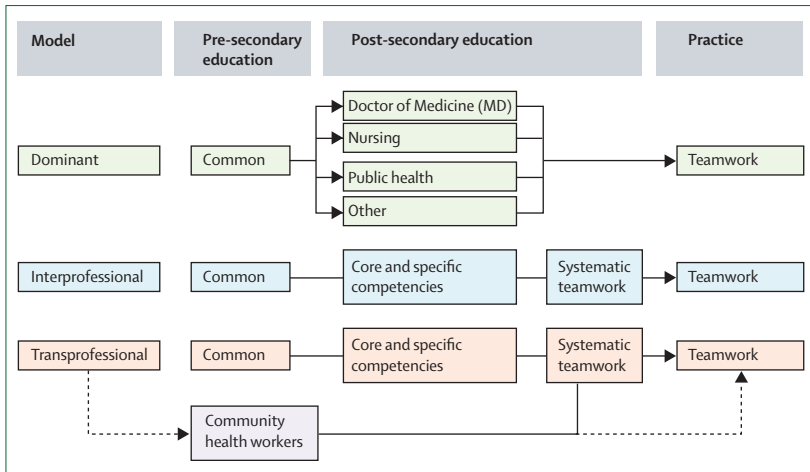 Model
Pre-secondary
education
Post-secondary education
Practice
Dominant
Common
Doctor of Medicine (MD)
Nursing
Public health
Other
Teamwork
Interprofessional
Common
Core and specific
competencies
Systematic
teamwork
Teamwork
Transprofessional
Common
Core and specific
competencies
Systematic
teamwork
Teamwork
Community
health workers